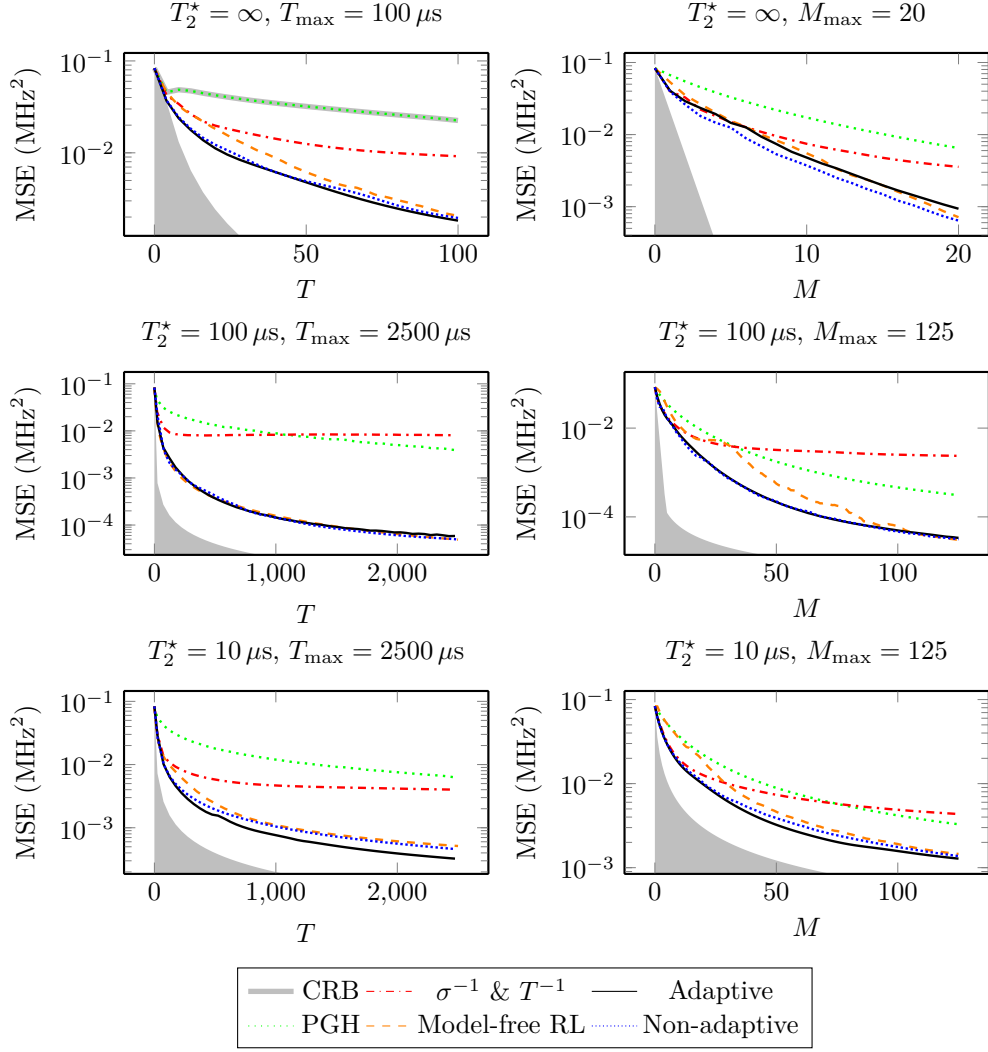 T₂⋆ = ∞, T_max = 100 μs
T₂⋆ = ∞, M_max = 20
MSE (MHz²)
10⁻¹
10⁻²
0
50
100
T
MSE (MHz²)
10⁻¹
10⁻²
10⁻³
0
10
20
M
T₂⋆ = 100 μs, T_max = 2500 μs
T₂⋆ = 100 μs, M_max = 125
MSE (MHz²)
10⁻¹
10⁻²
10⁻³
10⁻⁴
0
1,000
2,000
T
MSE (MHz²)
10⁻²
10⁻⁴
0
50
100
M
T₂⋆ = 10 μs, T_max = 2500 μs
T₂⋆ = 10 μs, M_max = 125
MSE (MHz²)
10⁻¹
10⁻²
10⁻³
0
1,000
2,000
T
MSE (MHz²)
10⁻¹
10⁻²
10⁻³
0
50
100
M
CRB σ⁻¹ & T⁻¹ Adaptive
PGH Model-free RL Non-adaptive